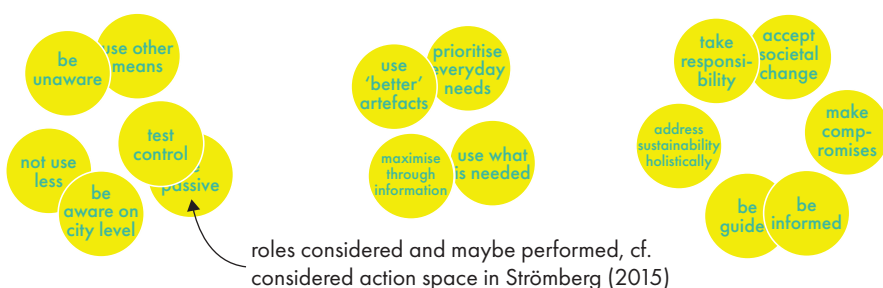 be
unaware
use other
means
test
control
passive
not use
less
be
aware on
city level
use
‘better’
artefacts
prioritise
everyday
needs
maximise
through
information
use what
is needed
take
responsi-
bility
accept
societal
change
address
sustainability
holistically
make
comp-
romises
be
guide
be
informed
roles considered and maybe performed, cf.
considered action space in Strömberg (2015)